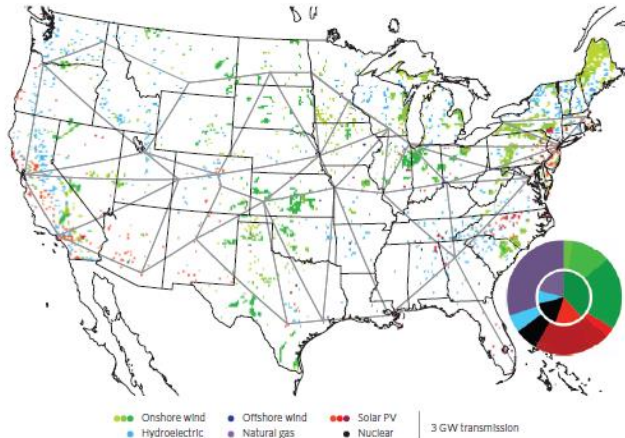 Onshore wind Offshore wind Solar PV 3 GW transmission
Hydroelectric Natural gas Nuclear